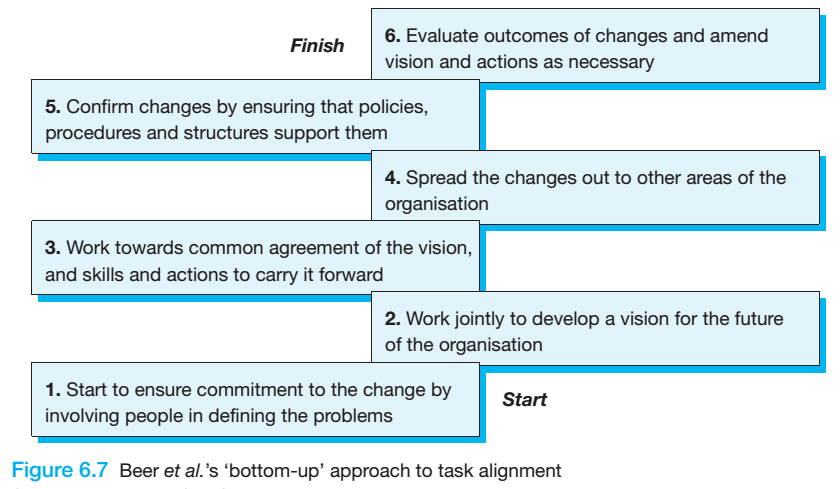 Finish
6. Evaluate outcomes of changes and amend
vision and actions as necessary
5. Confirm changes by ensuring that policies,
procedures and structures support them
4. Spread the changes out to other areas of the
organisation
3. Work towards common agreement of the vision,
and skills and actions to carry it forward
2. Work jointly to develop a vision for the future
of the organisation
1. Start to ensure commitment to the change by
involving people in defining the problems
Start
Figure 6.7 Beer et al.'s ‘bottom-up’ approach to task alignment